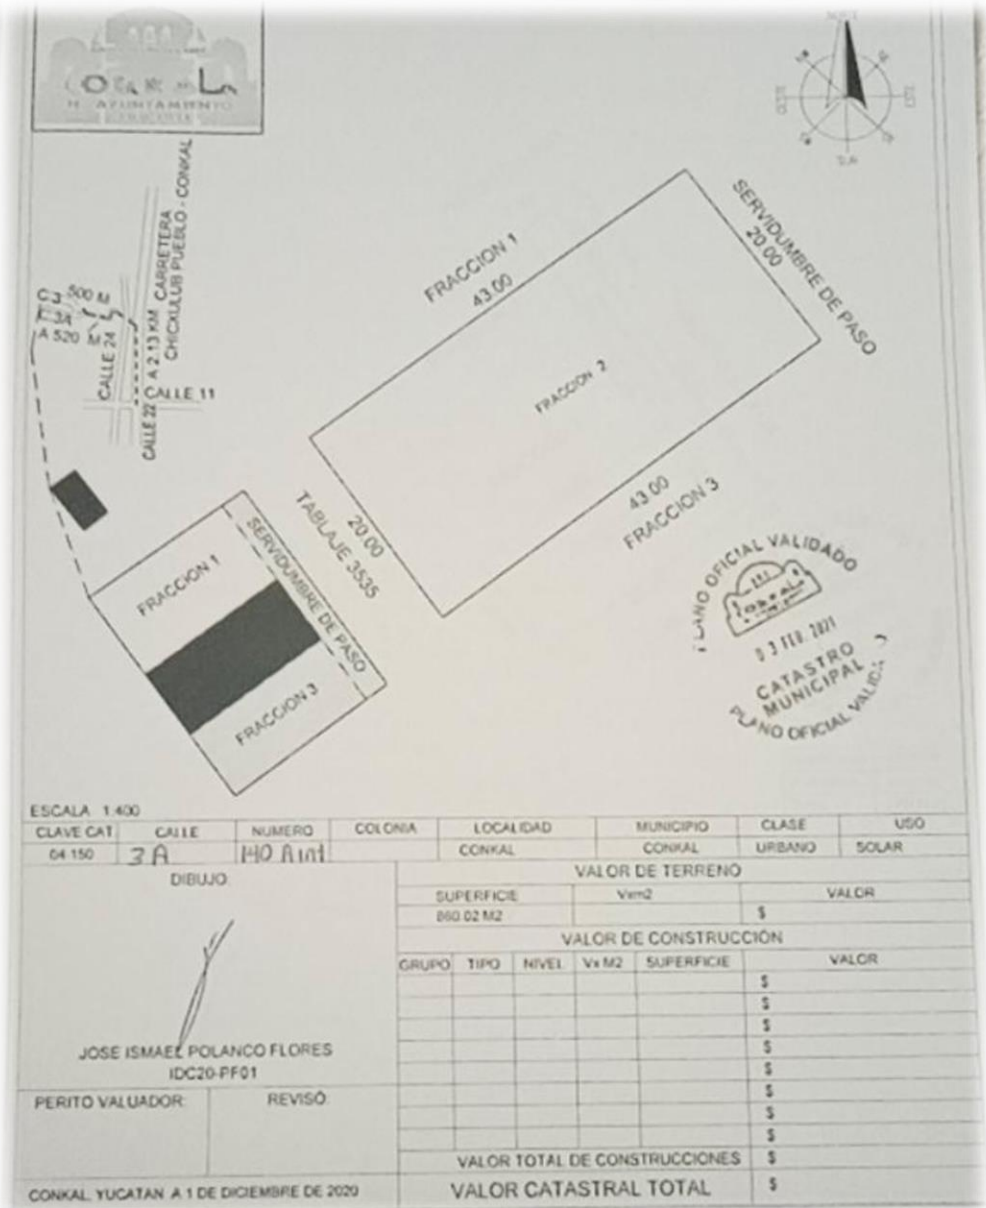 H. AYUNTAMIENTO
OESTE
ESTE
C 3 500 M
A 520 M
CALLE 24
CALLE 22 A 2.13 KM CARRETERA
CHICXULUB PUEBLO - CONKAL
CALLE 11
FRACCION 1
43.00
SERVIDUMBRE DE PASO
20.00
FRACCION 2
43.00
FRACCION 3
20.00
TABLAJE 3535
FRACCION 1
SERVIDUMBRE DE PASO
FRACCION 3
PLANO OFICIAL VALIDADO
03 FEB. 2021
CATASTRO
MUNICIPAL
PLANO OFICIAL
ESCALA 1:400
CLAVE CAT CALLE NUMERO COLONIA LOCALIDAD MUNICIPIO CLASE USO
04 150 3 A 140 A int CONKAL CONKAL URBANO SOLAR
DIBUJO:
VALOR DE TERRENO
SUPERFICIE Vxm2 VALOR
860.02 M2 $
VALOR DE CONSTRUCCIÓN
GRUPO TIPO NIVEL Vx M2 SUPERFICIE VALOR
$
$
$
$
$
$
$
$
JOSE ISMAEL POLANCO FLORES
IDC20-PF01
PERITO VALUADOR: REVISÓ:
VALOR TOTAL DE CONSTRUCCIONES $
CONKAL, YUCATAN A 1 DE DICIEMBRE DE 2020
VALOR CATASTRAL TOTAL $